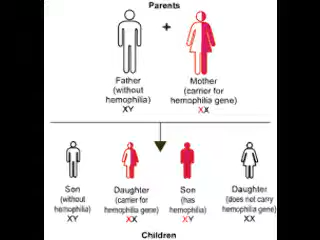 Parents
+
Father
(without
hemophilia)
XY
Mother
(carrier for
hemophilia gene)
XX
Son
(without
hemophilia)
XY
Daughter
(carrier for
hemophilia gene)
XX
Son
(has
hemophilia)
XY
Daughter
(does not carry
hemophilia gene)
XX
Children